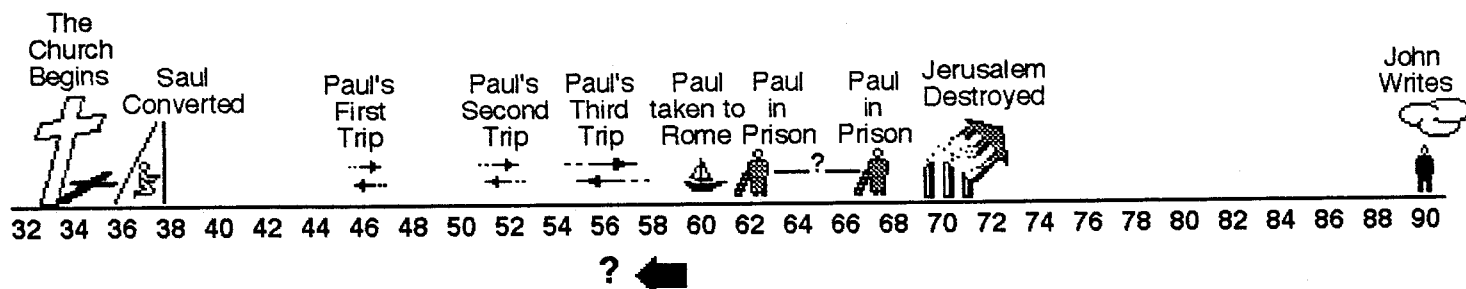 The
Church
Begins
Saul
Converted
Paul's
First
Trip
Paul's
Second
Trip
Paul's
Third
Trip
Paul
taken to
Rome
Paul
in
Prison
?
Paul
in
Prison
Jerusalem
Destroyed
John
Writes
32 34 36 38 40 42 44 46 48 50 52 54 56 58 60 62 64 66 68 70 72 74 76 78 80 82 84 86 88 90
?